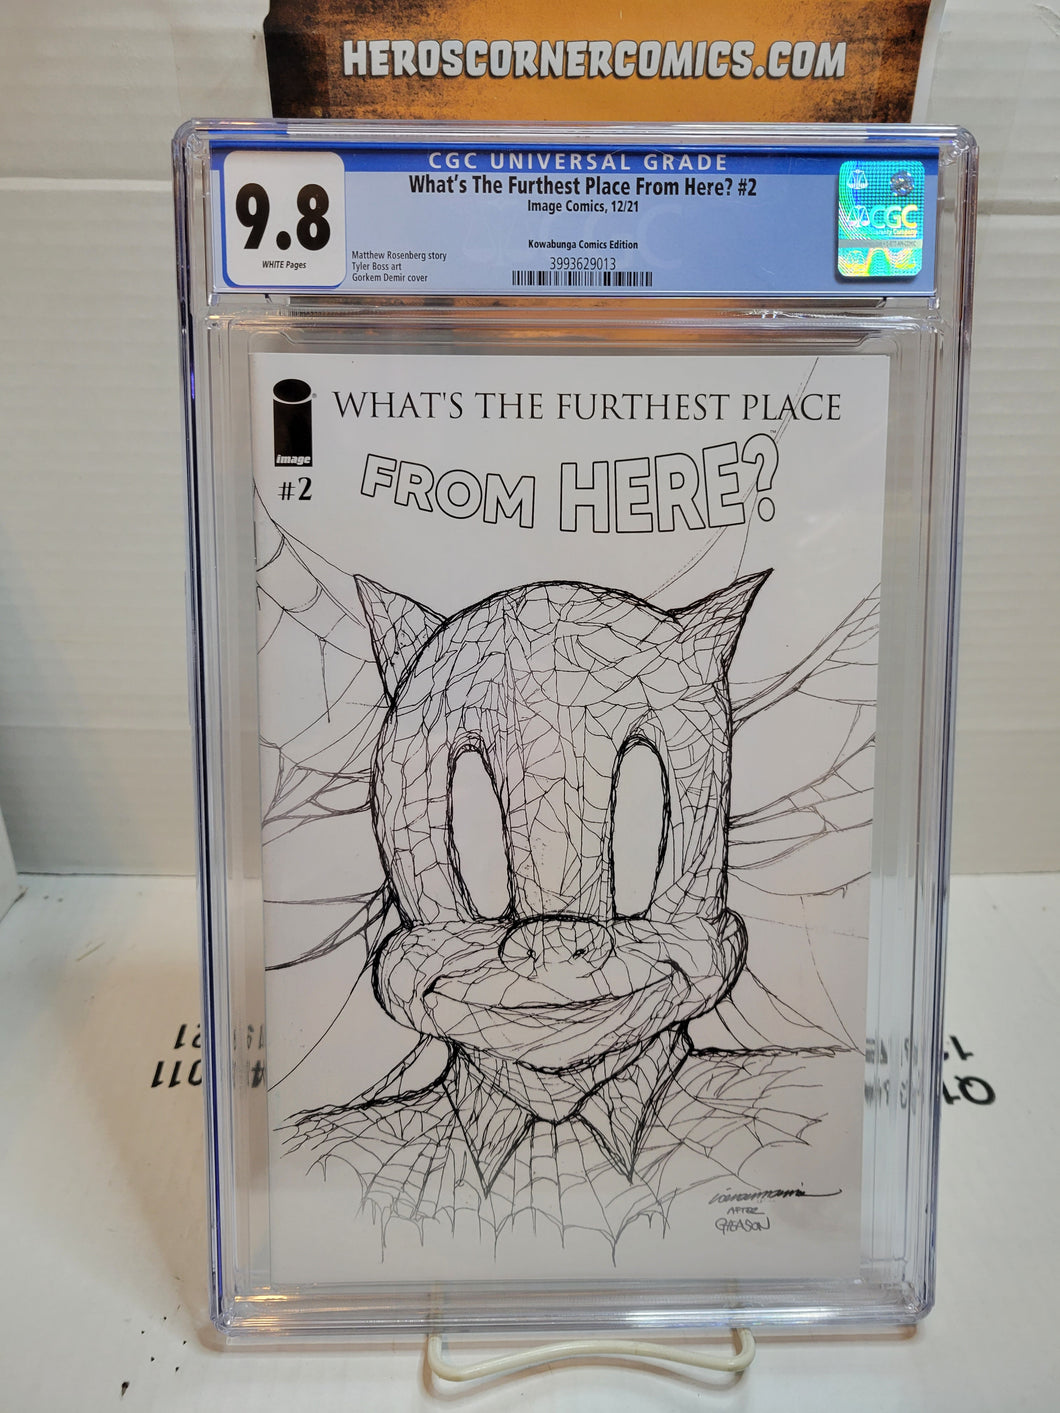 HEROSCORNERCOMICS.COM
CGC UNIVERSAL GRADE
9.8
WHITE Pages
What's The Furthest Place From Here? #2
Image Comics, 12/21
Kowabunga Comics Edition
Matthew Rosenberg story
Tyler Boss art
Gorkem Demir cover
3993629013
CGC
image
#2
WHAT'S THE FURTHEST PLACE
FROM HERE?
AFTER
GLEASON